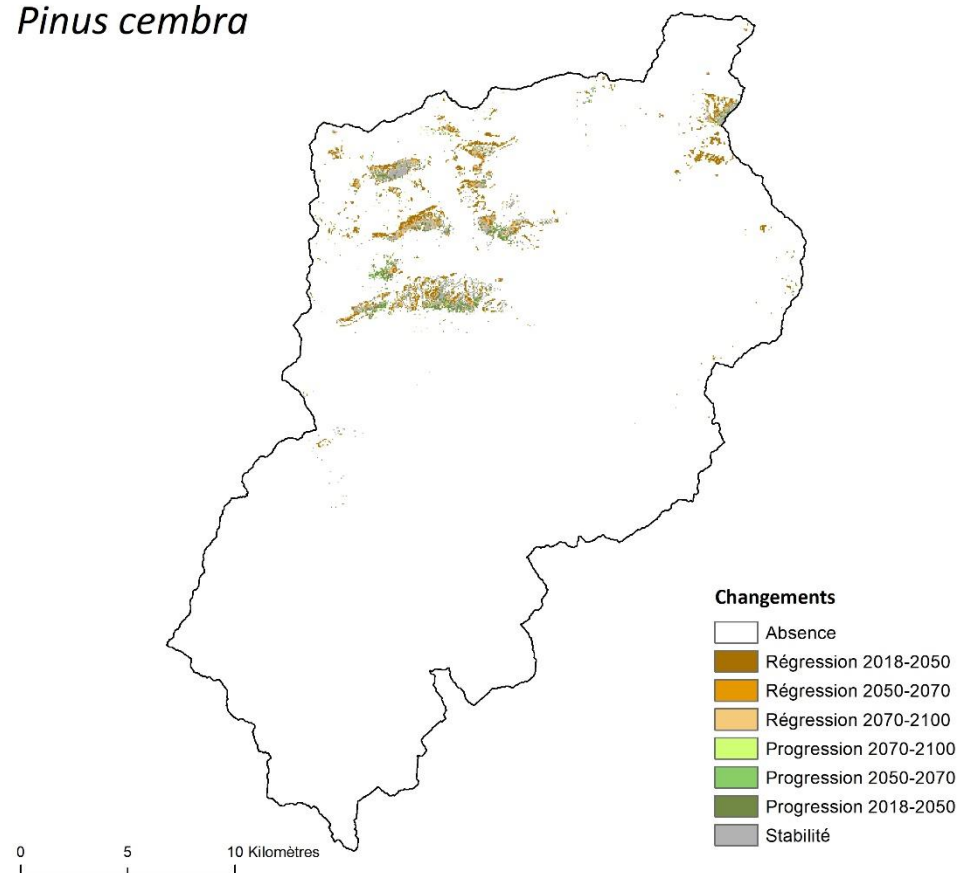 Pinus cembra
Changements
Absence
Régression 2018-2050
Régression 2050-2070
Régression 2070-2100
Progression 2070-2100
Progression 2050-2070
Progression 2018-2050
Stabilité
0 5 10 Kilomètres